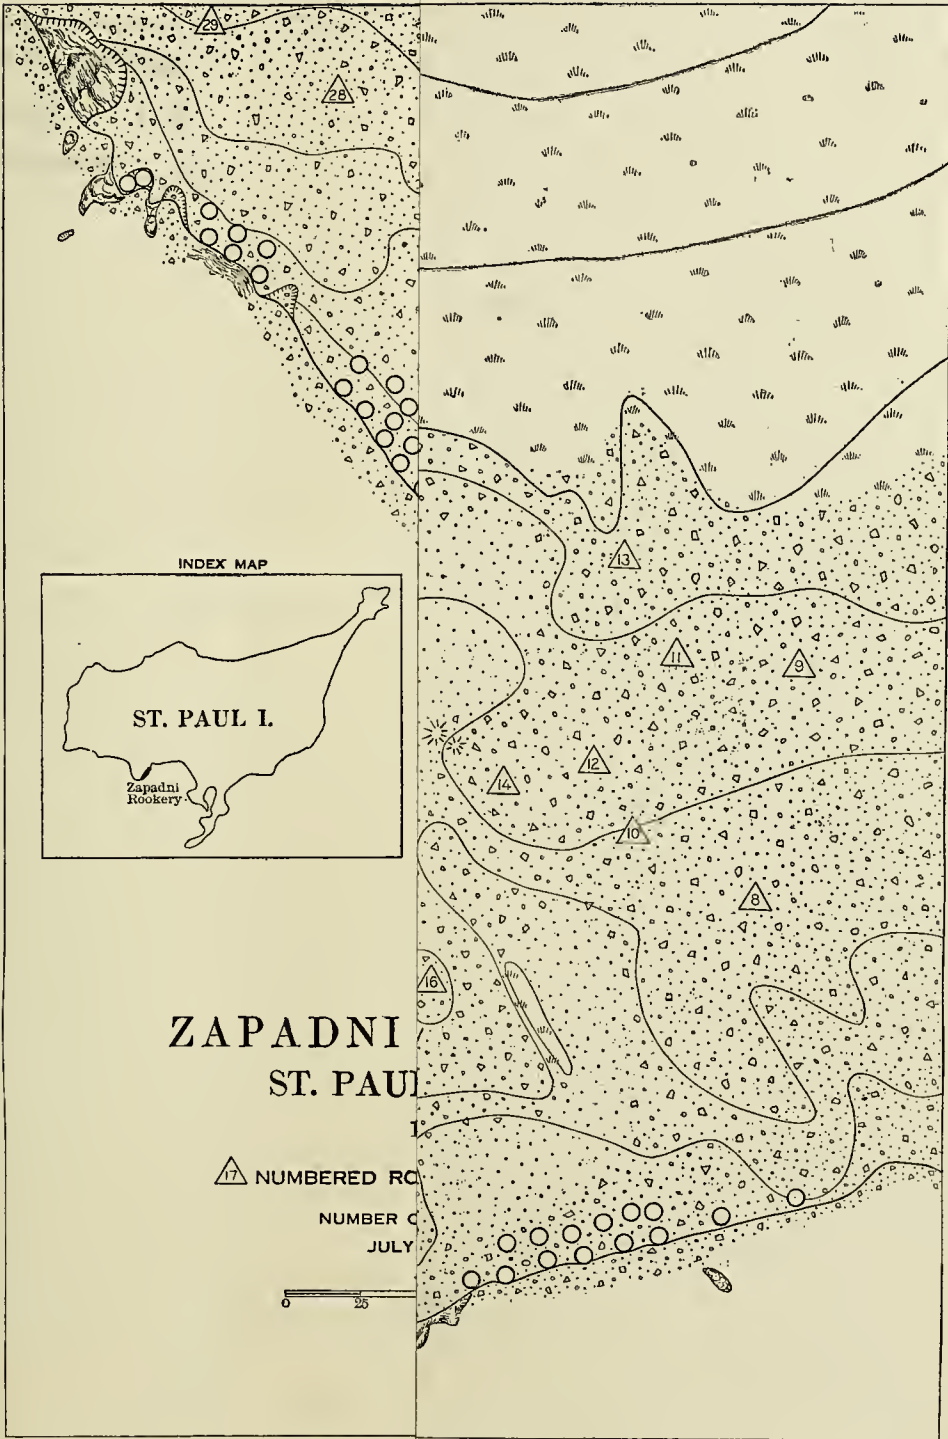 29
28
13
11
9
12
14
10
8
16
INDEX MAP
ST. PAUL I.
Zapadni
Rookery
ZAPADNI
ST. PAUL
17 NUMBERED RO
NUMBER
JULY
0 25